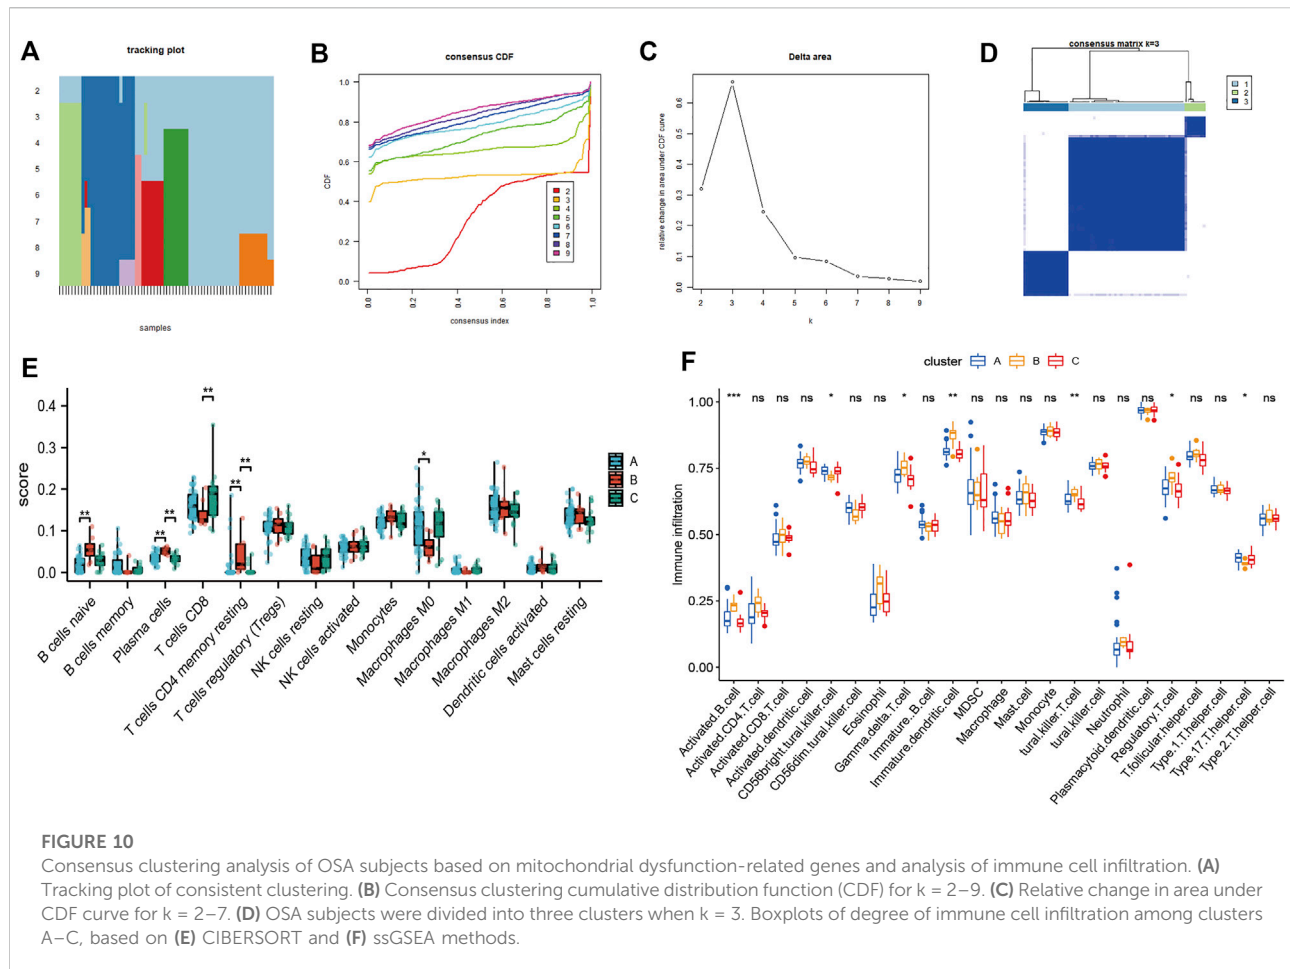 A
tracking plot
2
3
4
5
6
7
8
9
samples
B
consensus CDF
CDF
1.0
0.8
0.6
0.4
0.2
0.0
2
3
4
5
6
7
8
9
0.0
0.2
0.4
0.6
0.8
1.0
consensus index
C
Delta area
relative change in area under CDF curve
0.6
0.5
0.4
0.3
0.2
0.1
0.0
2 3 4 5 6 7 8 9
k
D
consensus matrix k=3
1
2
3
E
score
0.4
0.3
0.2
0.1
0.0
** ** ** ** ** *
A
B
C
B cells naive
B cells memory
Plasma cells
T cells CD8
T cells CD4 memory resting
T cells regulatory (Tregs)
NK cells resting
NK cells activated
Monocytes
Macrophages M0
Macrophages M1
Macrophages M2
Dendritic cells activated
Mast cells resting
F
cluster A B C
Immune infiltration
1.00
0.75
0.50
0.25
0.00
*** ns ns ns * ns ns * ns ** ns ns ns ns ** ns ns ns * ns ns * ns
Activated.B.cell
Activated.CD4.T.cell
Activated.CD8.T.cell
Activated.dendritic.cell
CD56bright.tural.killer.cell
CD56dim.tural.killer.cell
Eosinophil
Gamma.delta.T.cell
Immature..B.cell
Immature.dendritic.cell
MDSC
Macrophage
Mast.cell
Monocyte
tural.killer.T.cell
tural.killer.cell
Neutrophil
Plasmacytoid.dendritic.cell
Regulatory.T.cell
T.follicular.helper.cell
Type.1.T.helper.cell
Type.17.T.helper.cell
Type.2.T.helper.cell
FIGURE 10
Consensus clustering analysis of OSA subjects based on mitochondrial dysfunction-related genes and analysis of immune cell infiltration. (A)
Tracking plot of consistent clustering. (B) Consensus clustering cumulative distribution function (CDF) for k = 2–9. (C) Relative change in area under
CDF curve for k = 2–7. (D) OSA subjects were divided into three clusters when k = 3. Boxplots of degree of immune cell infiltration among clusters
A–C, based on (E) CIBERSORT and (F) ssGSEA methods.